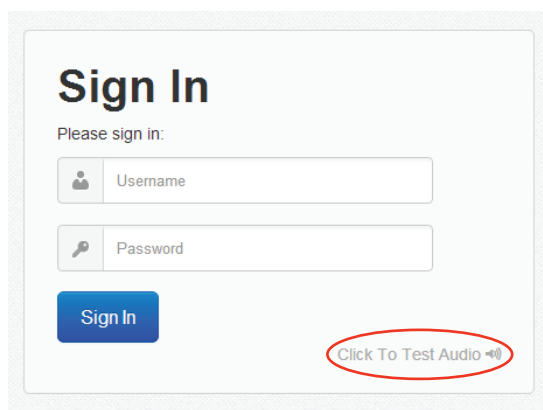 Sign In
Please sign in:
Username
Password
Sign In
Click To Test Audio